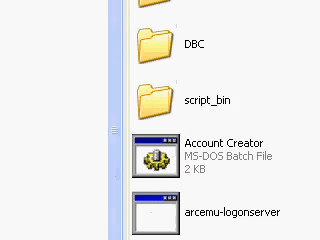 DBC
script_bin
Account Creator
MS-DOS Batch File
2 KB
arcemu-logonserver